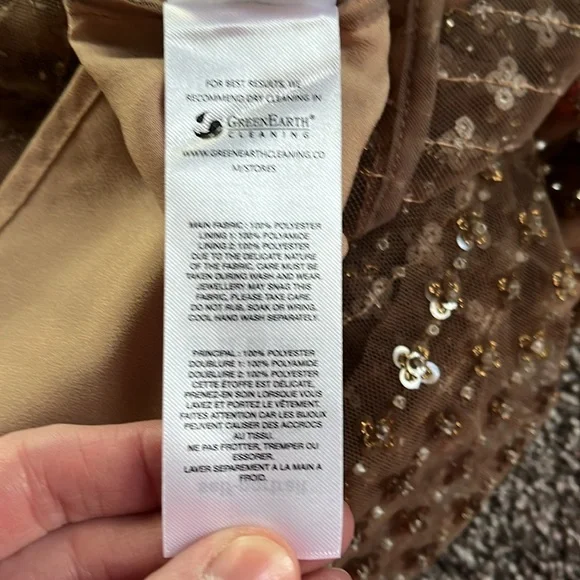 FOR BEST RESULTS, WE
RECOMMEND DRY CLEANING IN
GREENEARTH®
CLEANING
WWW.GREENEARTHCLEANING.CO
M/STORES
MAIN FABRIC : 100% POLYESTER
LINING 1: 100% POLYAMIDE
LINING 2: 100% POLYESTER
DUE TO THE DELICATE NATURE
OF THE FABRIC, CARE MUST BE
TAKEN DURING WASH AND WEAR.
JEWELLERY MAY SNAG THIS
FABRIC, PLEASE TAKE CARE.
DO NOT RUB, SOAK OR WRING.
COOL HAND WASH SEPARATELY.
PRINCIPAL : 100% POLYESTER
DOUBLURE 1: 100% POLYAMIDE
DOUBLURE 2: 100% POLYESTER
CETTE ÉTOFFE EST DÉLICATE,
PRENEZ-EN SOIN LORSQUE VOUS
LAVEZ ET PORTEZ LE VÊTEMENT.
FAITES ATTENTION CAR LES BIJOUX
PEUVENT CAUSER DES ACCROCS
AU TISSU.
NE PAS FROTTER, TREMPER OU
ESSORER.
LAVER SÉPARÉMENT À LA MAIN À
FROID.